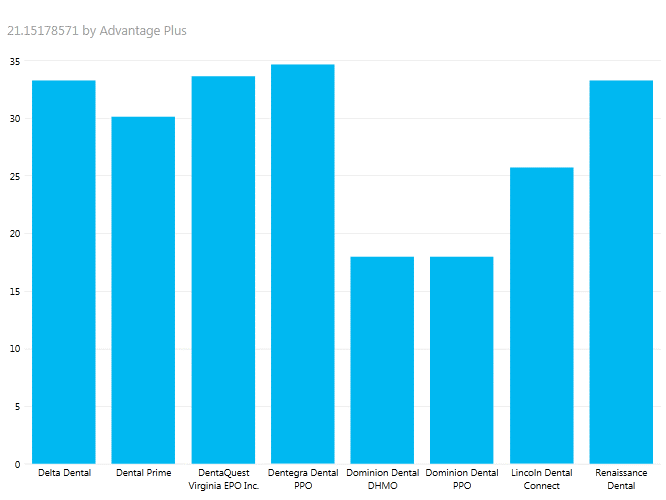 21.15178571 by Advantage Plus
35
30
25
20
15
10
5
0
Delta Dental
Dental Prime
DentaQuest
Virginia EPO Inc.
Dentegra Dental
PPO
Dominion Dental
DHMO
Dominion Dental
PPO
Lincoln Dental
Connect
Renaissance
Dental